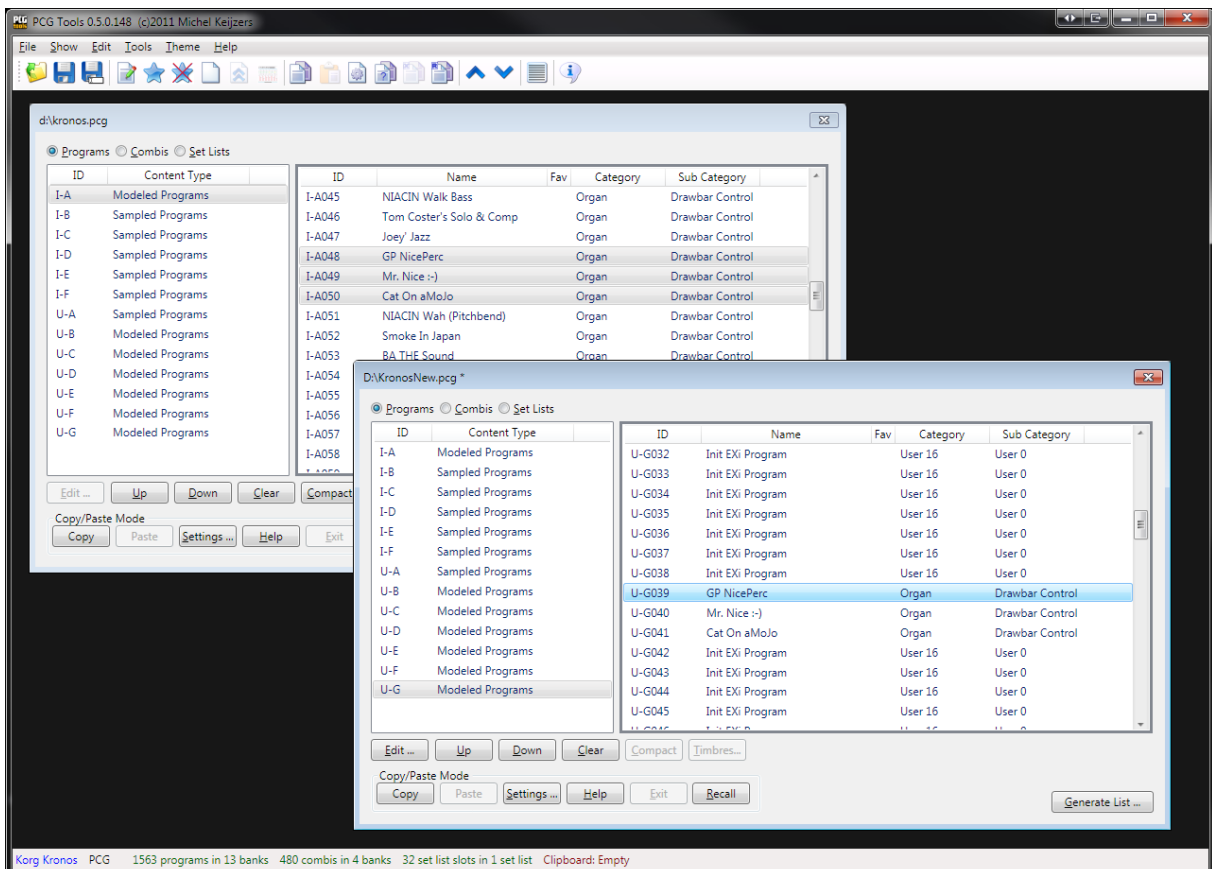 PCG Tools 0.5.0.148 (c)2011 Michel Keijzers
File Show Edit Tools Theme Help
d:\kronos.pcg
Programs Combis Set Lists
ID Content Type
I-A Modeled Programs
I-B Sampled Programs
I-C Sampled Programs
I-D Sampled Programs
I-E Sampled Programs
I-F Sampled Programs
U-A Sampled Programs
U-B Modeled Programs
U-C Modeled Programs
U-D Modeled Programs
U-E Modeled Programs
U-F Modeled Programs
U-G Modeled Programs
ID Name Fav Category Sub Category
I-A045 NIACIN Walk Bass Organ Drawbar Control
I-A046 Tom Coster's Solo & Comp Organ Drawbar Control
I-A047 Joey' Jazz Organ Drawbar Control
I-A048 GP NicePerc Organ Drawbar Control
I-A049 Mr. Nice :-) Organ Drawbar Control
I-A050 Cat On aMoJo Organ Drawbar Control
I-A051 NIACIN Wah (Pitchbend) Organ Drawbar Control
I-A052 Smoke In Japan Organ Drawbar Control
I-A053 BA THE Sound Organ Drawbar Control
I-A054
I-A055
I-A056
I-A057
I-A058
Edit ... Up Down Clear Compact
Copy/Paste Mode
Copy Paste Settings ... Help Exit
D:\KronosNew.pcg *
Programs Combis Set Lists
ID Content Type
I-A Modeled Programs
I-B Sampled Programs
I-C Sampled Programs
I-D Sampled Programs
I-E Sampled Programs
I-F Sampled Programs
U-A Sampled Programs
U-B Modeled Programs
U-C Modeled Programs
U-D Modeled Programs
U-E Modeled Programs
U-F Modeled Programs
U-G Modeled Programs
ID Name Fav Category Sub Category
U-G032 Init EXi Program User 16 User 0
U-G033 Init EXi Program User 16 User 0
U-G034 Init EXi Program User 16 User 0
U-G035 Init EXi Program User 16 User 0
U-G036 Init EXi Program User 16 User 0
U-G037 Init EXi Program User 16 User 0
U-G038 Init EXi Program User 16 User 0
U-G039 GP NicePerc Organ Drawbar Control
U-G040 Mr. Nice :-) Organ Drawbar Control
U-G041 Cat On aMoJo Organ Drawbar Control
U-G042 Init EXi Program User 16 User 0
U-G043 Init EXi Program User 16 User 0
U-G044 Init EXi Program User 16 User 0
U-G045 Init EXi Program User 16 User 0
Edit ... Up Down Clear Compact Timbres...
Copy/Paste Mode
Copy Paste Settings ... Help Exit Recall
Generate List ...
Korg Kronos PCG 1563 programs in 13 banks 480 combis in 4 banks 32 set list slots in 1 set list Clipboard: Empty